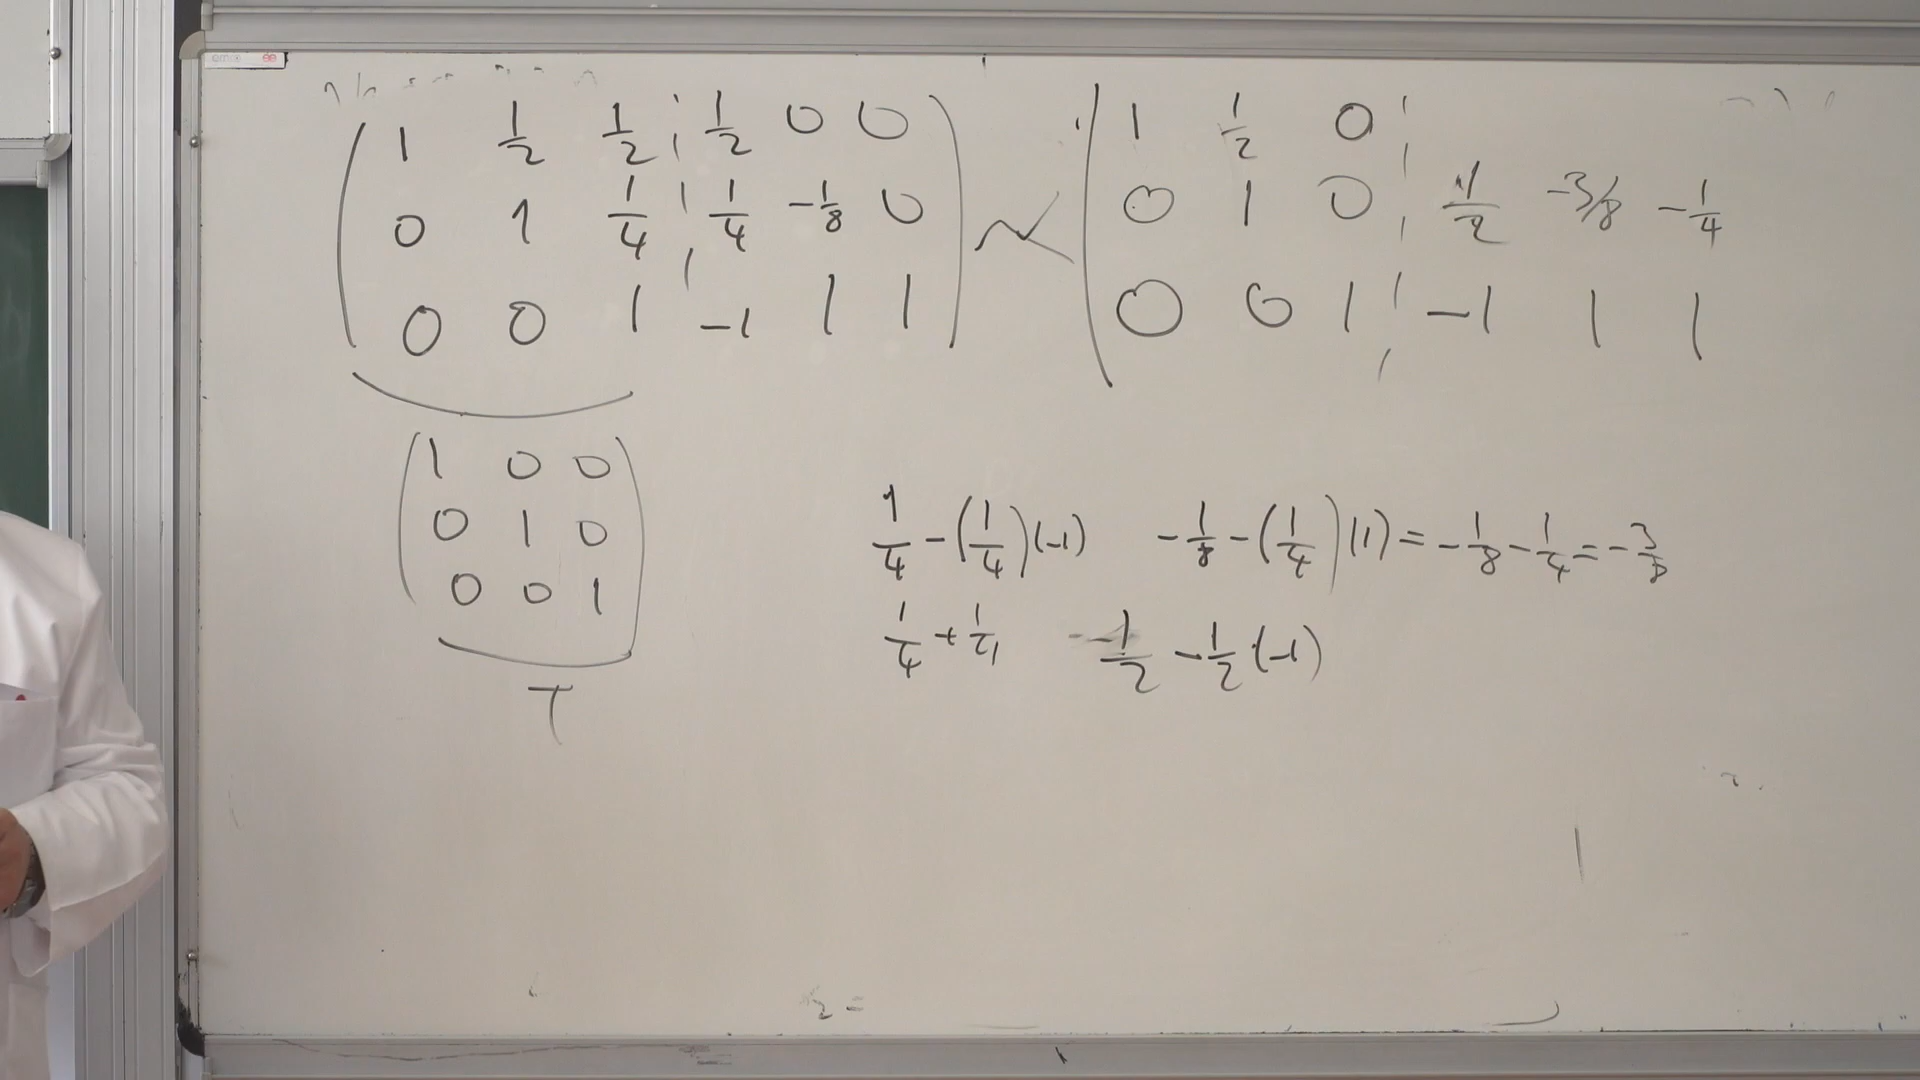 ( 1 1/2 1/2 ¦ 1/2 0 0 ) ~ ( 1 1/2 0 ¦
0 1 1/4 ¦ 1/4 -1/8 0 0 1 0 ¦ 1/2 -3/8 -1/4
0 0 1 ¦ -1 1 1 0 0 1 ¦ -1 1 1
( 1 0 0 )
0 1 0
0 0 1
T
1/4 - (1/4)(-1) -1/8 - (1/4)(1) = -1/8 - 1/4 = -3/8
1/4 + 1/4 1/2 - 1/2 (-1)